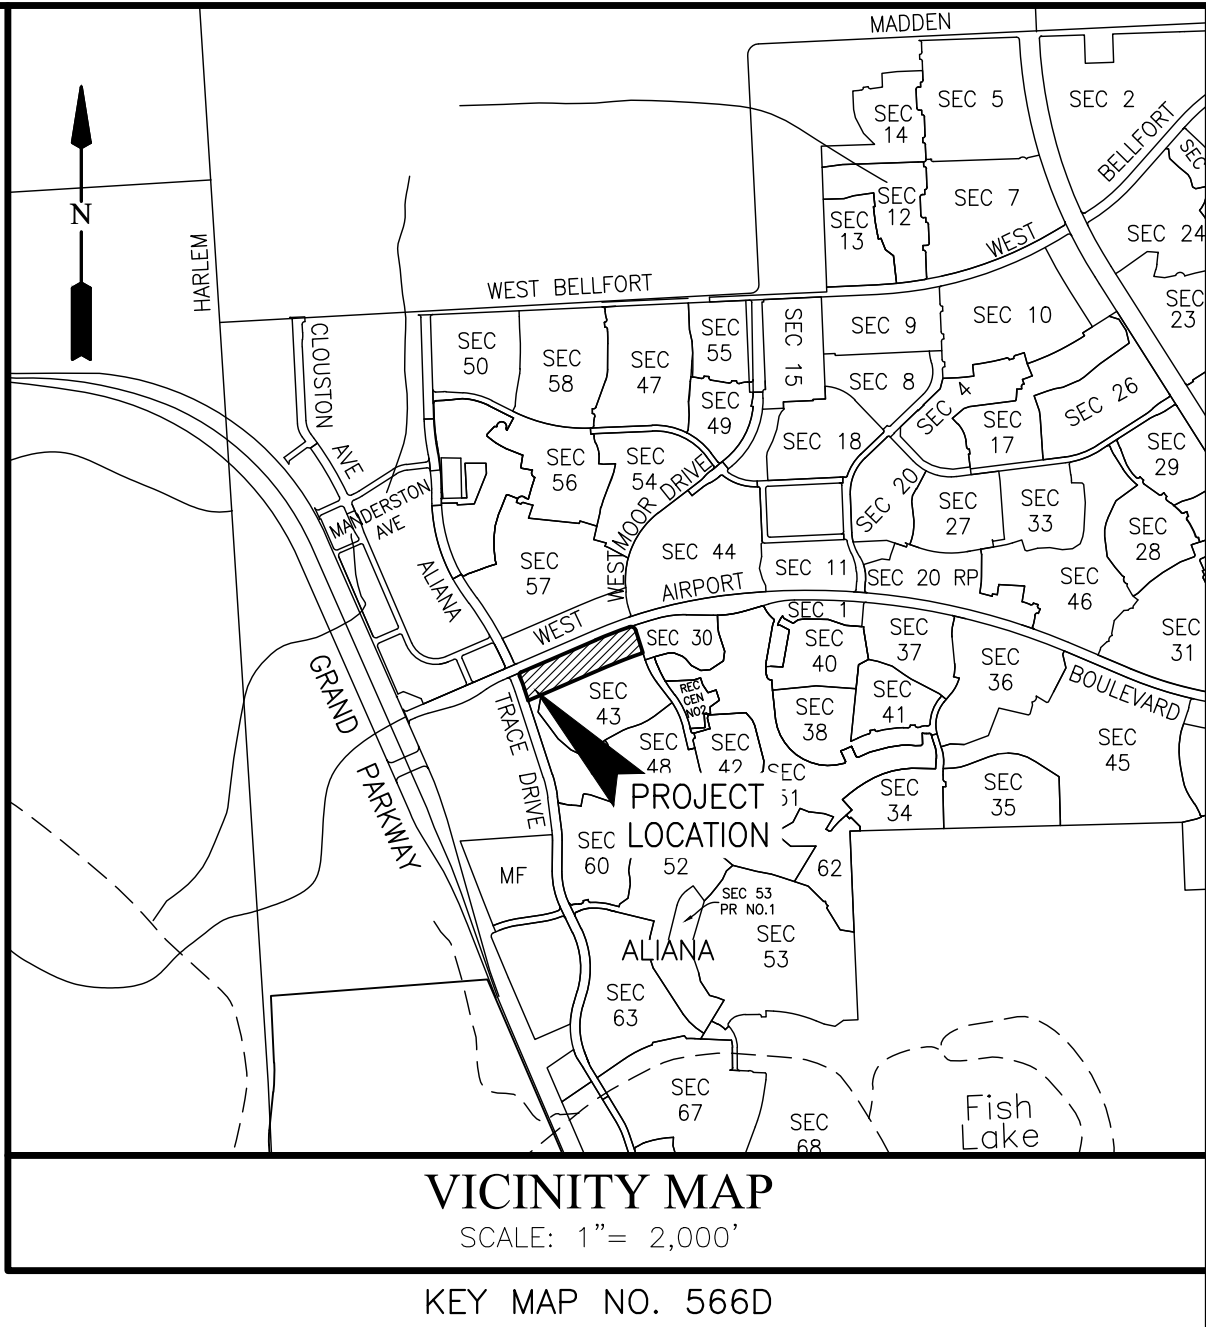 MADDEN
SEC 5
SEC 2
SEC
14
BELLFORT
SEC
N
SEC
12
SEC 7
SEC
13
WEST
SEC 24
HARLEM
WEST BELLFORT
SEC
23
CLOUSTON
AVE
SEC
50
SEC
58
SEC
47
SEC
55
SEC 15
SEC 9
SEC 10
SEC 8
SEC 4
SEC 26
SEC
49
SEC
17
SEC 18
SEC
29
SEC
56
SEC
54
WESTMOOR DRIVE
MANDERSTON
AVE
SEC 20
SEC
27
SEC
33
SEC
28
SEC 44
SEC
57
ALIANA
SEC 11
SEC 20 RP
SEC
46
WEST
AIRPORT
BOULEVARD
SEC 1
SEC 30
SEC
40
SEC
37
SEC
31
SEC
36
GRAND
PARKWAY
TRACE DRIVE
SEC
43
REC
CEN
NO2
SEC
38
SEC
41
SEC
48
SEC
42
SEC
51
SEC
45
PROJECT
LOCATION
SEC
34
SEC
35
SEC
60
52
62
MF
SEC 53
PR NO.1
SEC
53
ALIANA
SEC
63
SEC
67
SEC
68
Fish
Lake
VICINITY MAP
SCALE: 1"= 2,000'
KEY MAP NO. 566D